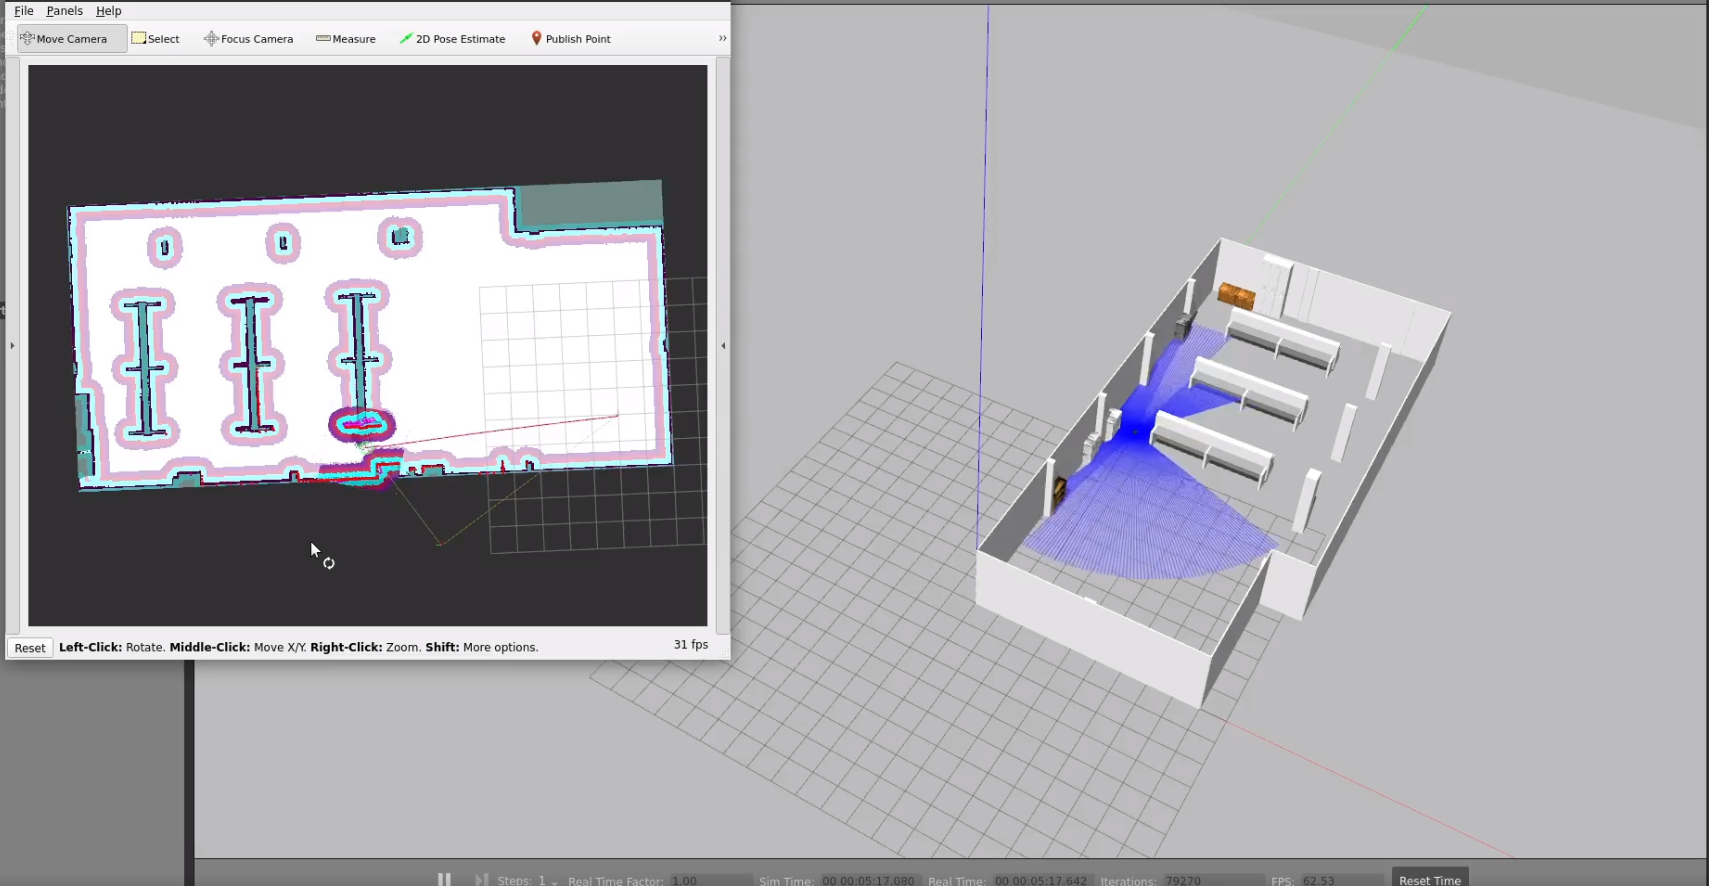 File Panels Help
Move Camera Select Focus Camera Measure 2D Pose Estimate Publish Point »
Reset Left-Click: Rotate. Middle-Click: Move X/Y. Right-Click: Zoom. Shift: More options. 31 fps
Steps: 1 Real Time Factor: 1.00 Sim Time: 00 00:05:17.080 Real Time: 00 00:05:17.642 Iterations: 79270 FPS: 62.53 Reset Time